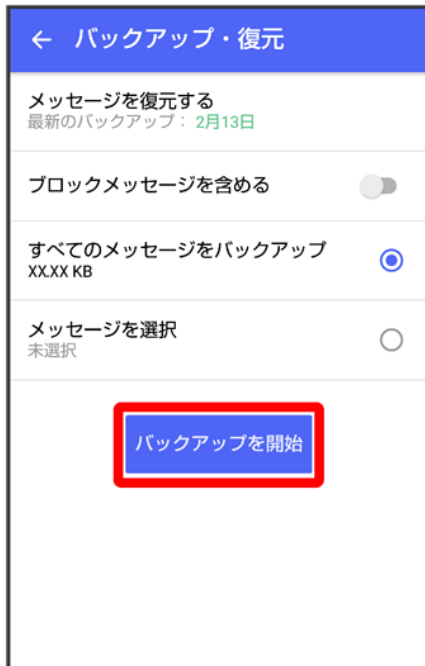 ← バックアップ・復元
メッセージを復元する
最新のバックアップ： 2月13日
ブロックメッセージを含める
すべてのメッセージをバックアップ
XX.XX KB
メッセージを選択
未選択
バックアップを開始